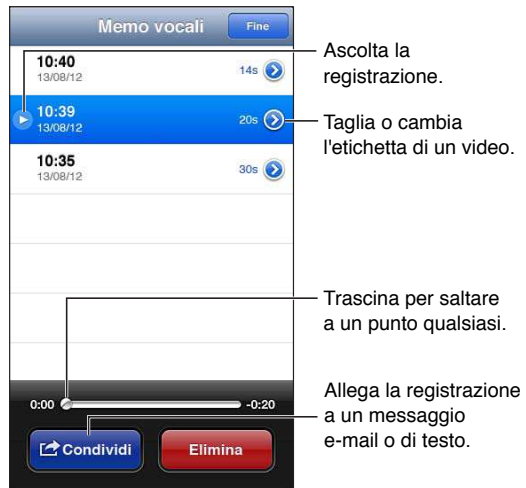 Memo vocali Fine
10:40
13/08/12
14s
10:39
13/08/12
20s
10:35
13/08/12
30s
0:00 -0:20
Condividi Elimina
Ascolta la
registrazione.
Taglia o cambia
l'etichetta di un video.
Trascina per saltare
a un punto qualsiasi.
Allega la registrazione
a un messaggio
e-mail o di testo.